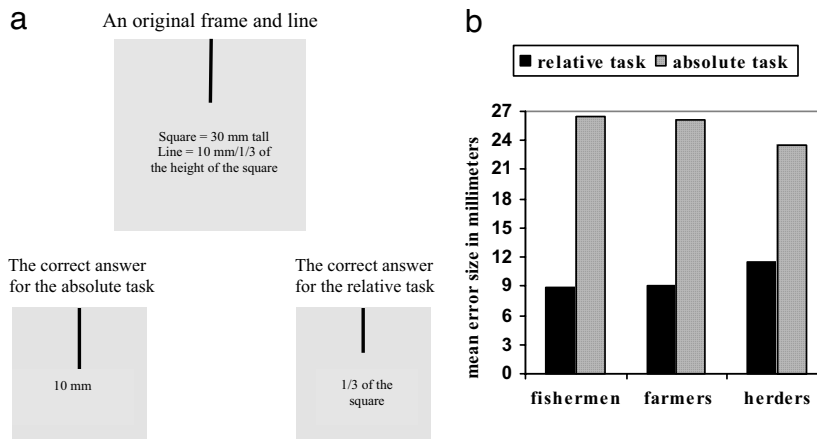 a
An original frame and line
Square = 30 mm tall
Line = 10 mm/1/3 of
the height of the square
The correct answer
for the absolute task
10 mm
The correct answer
for the relative task
1/3 of the
square
b
relative task absolute task
mean error size in millimeters
27
24
21
12
9
6
3
0
fishermen farmers herders